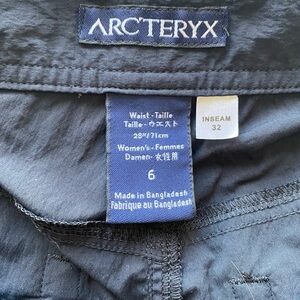 ARC'TERYX
Waist - Taille
Taille - ウエスト
28"/71cm
Women's - Femmes
Damen - 女性用
6
Made in Bangladesh
Fabriqué au Bangladesh
INSEAM
32